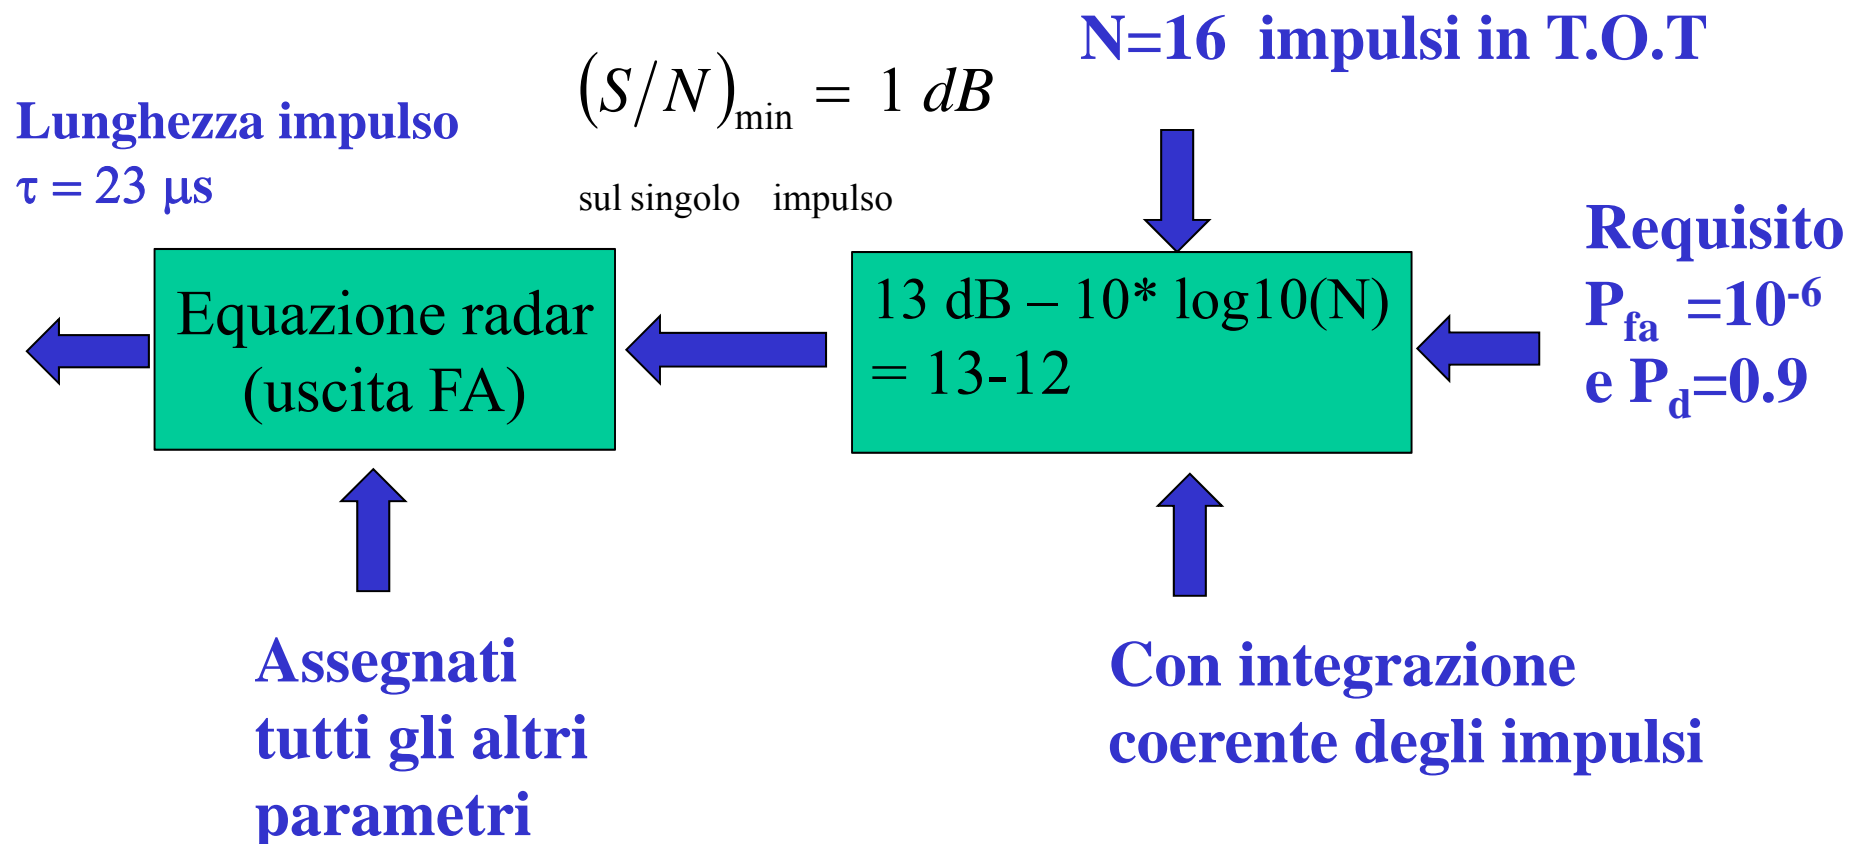 N=16 impulsi in T.O.T
(S/N)min = 1 dB
sul singolo impulso
Lunghezza impulso
τ = 23 μs
Requisito
Pfa =10-6
e Pd=0.9
13 dB – 10* log10(N)
= 13-12
Equazione radar
(uscita FA)
Assegnati
tutti gli altri
parametri
Con integrazione
coerente degli impulsi